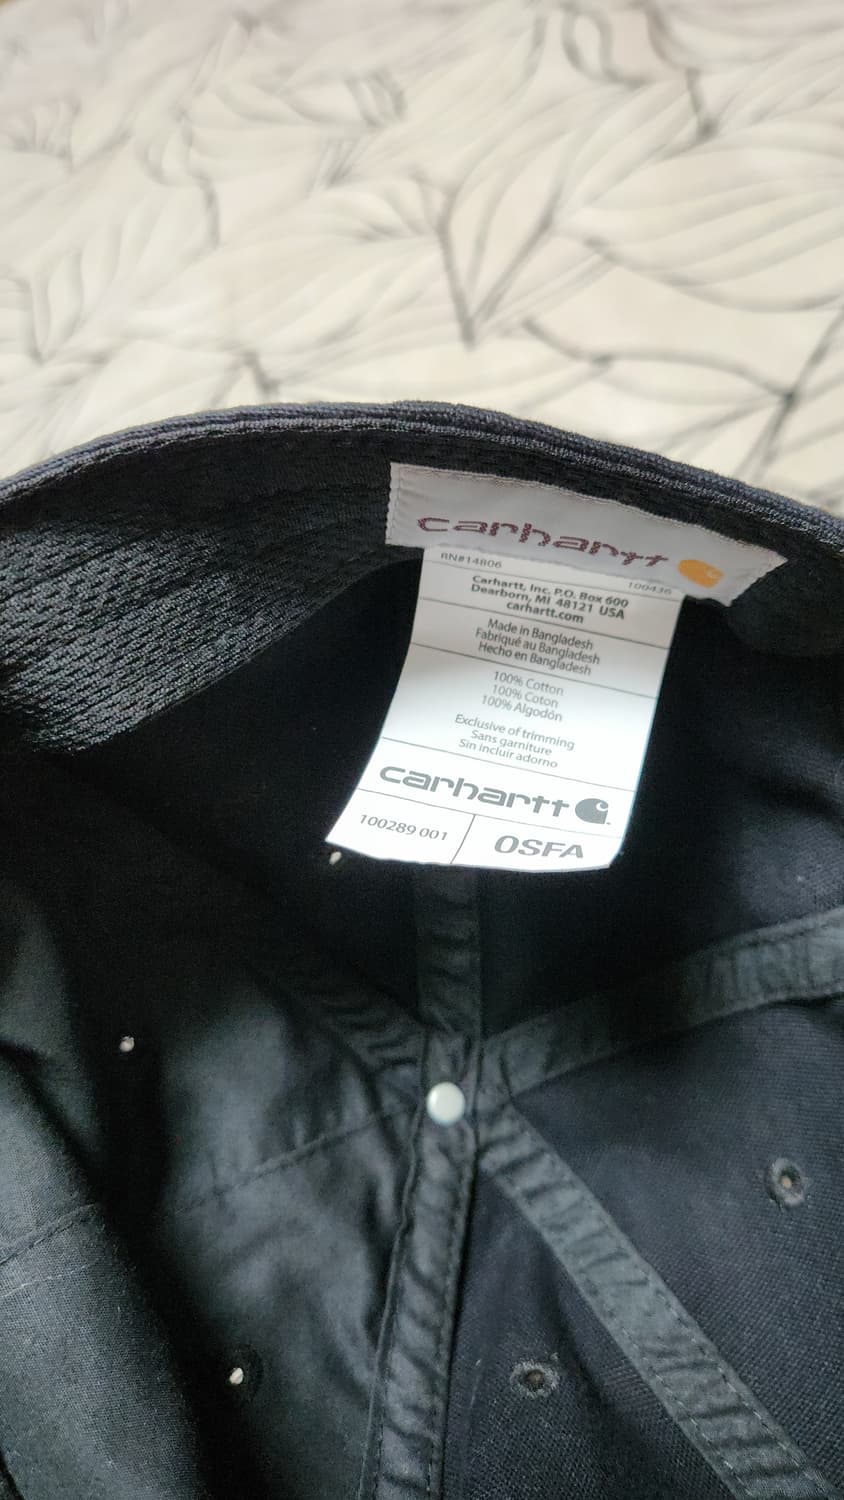 carhartt
RN#14806 100436
Carhartt, Inc. P.O. Box 600
Dearborn, MI 48121 USA
carhartt.com
Made in Bangladesh
Fabriqué au Bangladesh
Hecho en Bangladesh
100% Cotton
100% Coton
100% Algodón
Exclusive of trimming
Sans garniture
Sin incluir adorno
carhartt
100289 001 OSFA